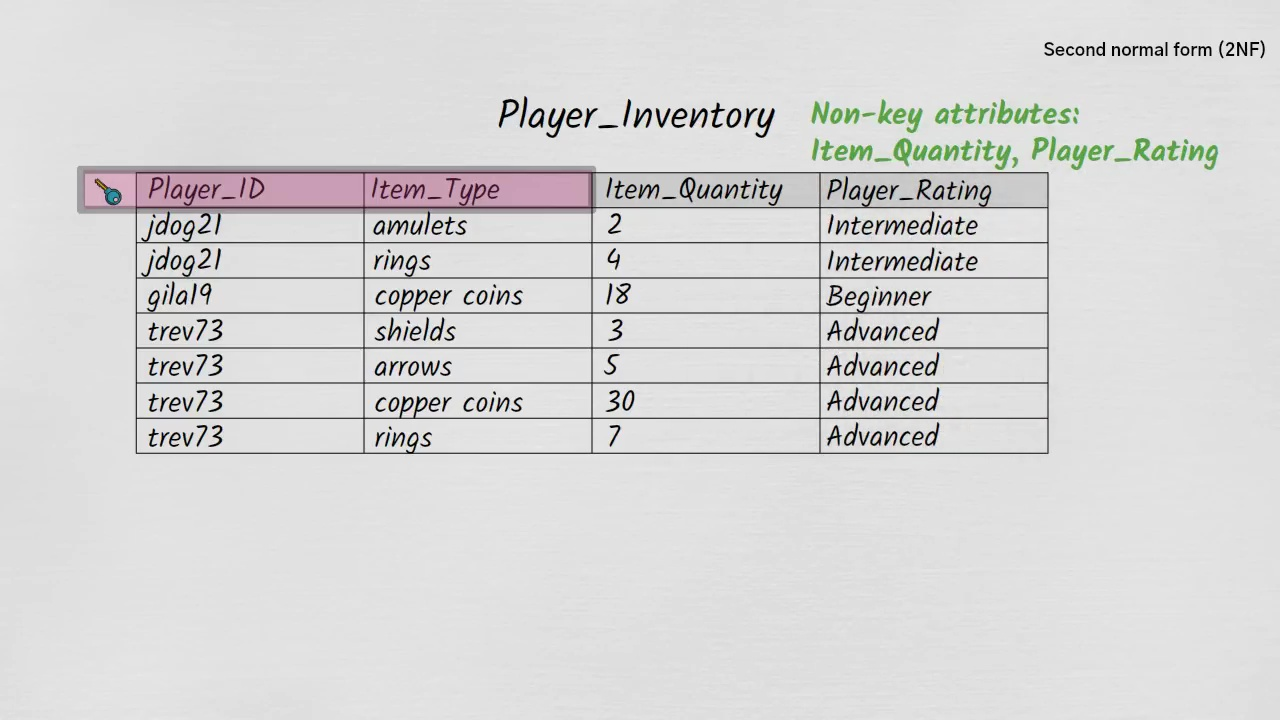 Second normal form (2NF)
Player_Inventory
Non-key attributes:
Item_Quantity, Player_Rating
Player_ID Item_Type Item_Quantity Player_Rating
jdog21 amulets 2 Intermediate
jdog21 rings 4 Intermediate
gila19 copper coins 18 Beginner
trev73 shields 3 Advanced
trev73 arrows 5 Advanced
trev73 copper coins 30 Advanced
trev73 rings 7 Advanced